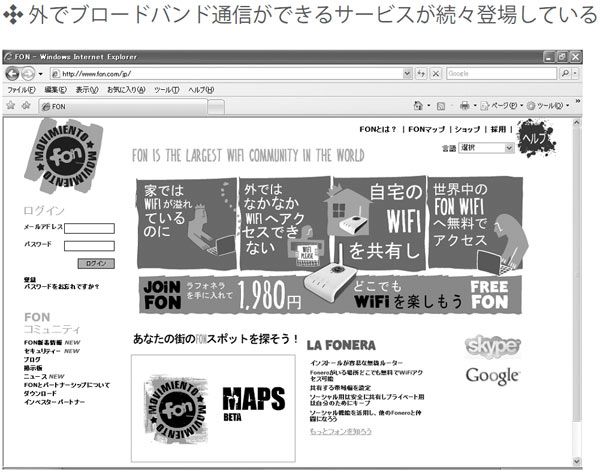 外でブロードバンド通信ができるサービスが続々登場している
FON - Windows Internet Explorer
http://www.fon.com/jp/
Google
ファイル(F) 編集(E) 表示(V) お気に入り(A) ツール(T) ヘルプ(H)
FON
ページ(P) ツール(O)
FONとは? | FONマップ | ショップ | 採用 |
ヘルプ
言語 選択
MOVIMIENTO
fon
MOVIMIENTO
FON IS THE LARGEST WIFI COMMUNITY IN THE WORLD
家では
WIFIが溢れ
ているのに
外では
なかなか
WIFIへアク
セスでき
ない
WIFI
PLEASE
自宅の
WIFI
を共有し
世界中の
FON WIFI
へ無料で
アクセス
ログイン
メールアドレス
パスワード
ログイン
登録
パスワードをお忘れですか?
JOIN
FON
ラフォネラ
を手に入れて
1,980円
どこでも
WiFiを楽しもう
FREE
FON
FON
コミュニティ
FON製品情報 NEW
セキュリティー NEW
ブログ
掲示板
ニュース NEW
FONとパートナーシップについて
ダウンロード
インベスターパートナー
あなたの街のFONスポットを探そう!
MOVIMIENTO
fon
MOVIMIENTO
MAPS
BETA
LA FONERA
インストールが容易な無線ルーター
Foneroがいる場所どこでも無料でWiFiアク
セス可能
共有する帯域幅を設定
ソーシャル用は安全に共有しプライベート用
は自分のためにキープ
ソーシャル機能を活用し、他のFoneroと仲
間になろう
もっとフォンを知ろう
skype
Google